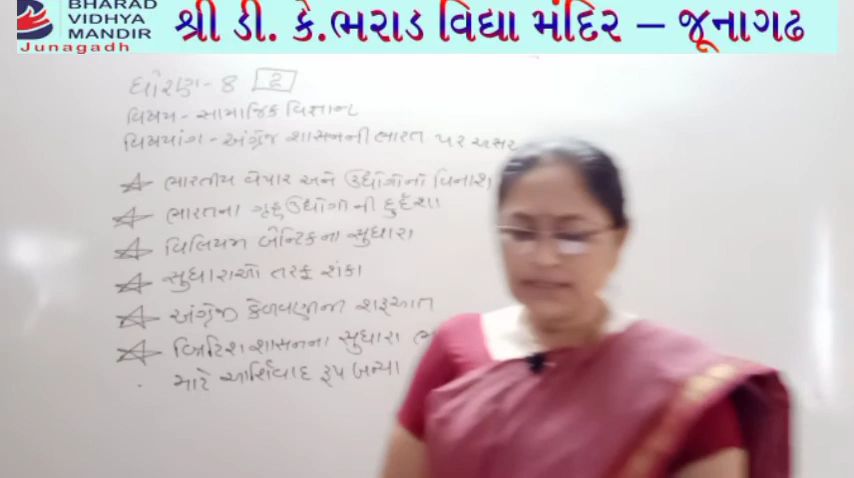 BHARAD
VIDHYA
MANDIR
Junagadh
શ્રી ડી. કે.ભરાડ વિદ્યા મંદિર – જૂનાગઢ
ધોરણ-8 2
વિષય - સામાજિક વિજ્ઞાન
વિષયાંગ - અંગ્રેજ શાસનની ભારત પર અસર
ભારતીય વેપાર અને ઉદ્યોગોનો વિનાશ
ભારતના ગૃહઉદ્યોગોની દુર્દશા
વિલિયમ બેન્ટિકના સુધારા
સુધારાઓ તરફ શંકા
અંગ્રેજી કેળવણીની શરૂઆત
બ્રિટિશ શાસનના સુધારા
માટે આર્શિવાદ રૂપ બન્યા